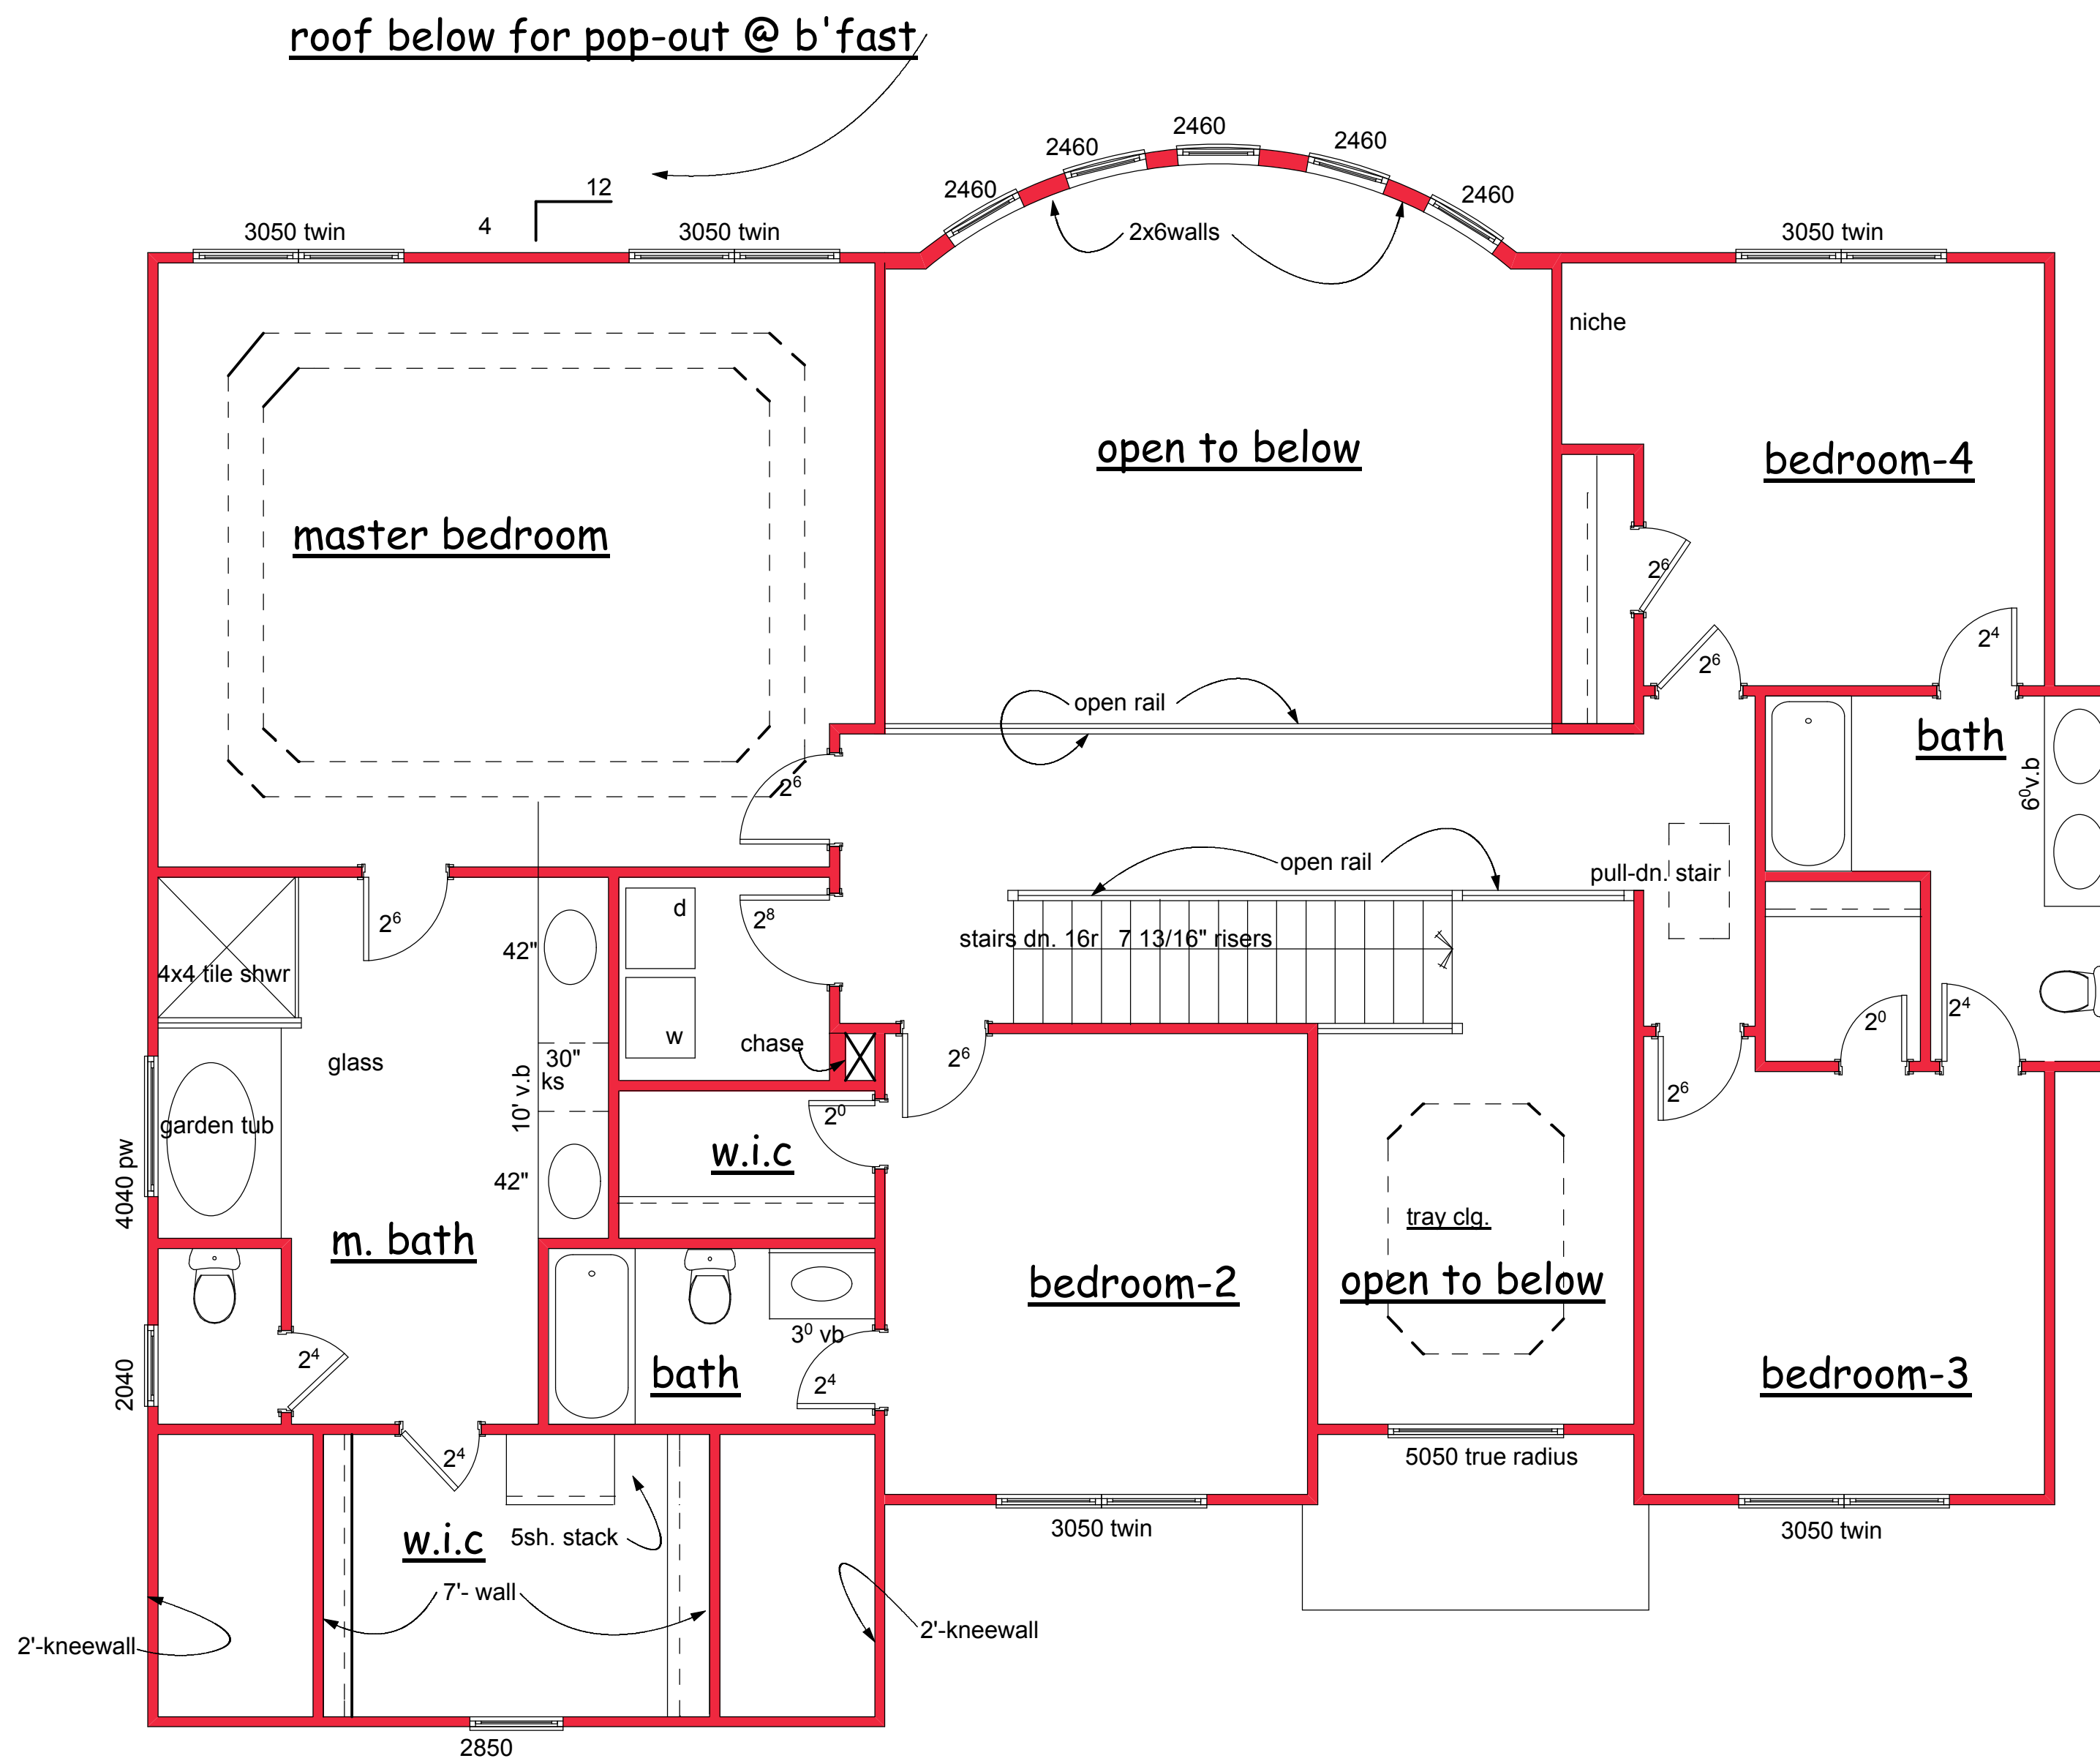 roof below for pop-out @ b'fast
2460
2460
2460
2460
2460
12
4
3050 twin
3050 twin
2x6walls
3050 twin
niche
open to below
bedroom-4
master bedroom
2⁶
2⁶
2⁴
open rail
bath
6⁰v.b
2⁶
open rail
pull-dn. stair
2⁶
42"
d
2⁸
stairs dn. 16r 7 13/16" risers
4x4 tile shwr
w
chase
2⁰
2⁴
glass
30"
ks
10' v.b
2⁶
2⁶
2⁰
garden tub
w.i.c
4040 pw
42"
tray clg.
m. bath
bedroom-2
open to below
3⁰ vb
2⁴
bath
2⁴
2040
bedroom-3
2⁴
5050 true radius
w.i.c
5sh. stack
3050 twin
3050 twin
7'- wall
2'-kneewall
2'-kneewall
2850